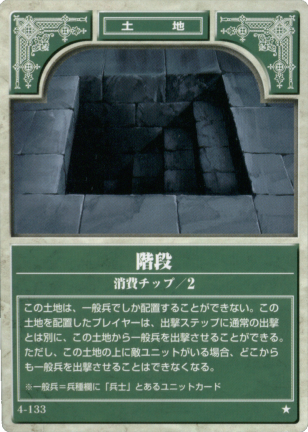 土 地
階段
消費チップ／2
この土地は、一般兵でしか配置することができない。この
土地を配置したプレイヤーは、出撃ステップに通常の出撃
とは別に、この土地から一般兵を出撃させることができる。
ただし、この土地の上に敵ユニットがいる場合、どこから
も一般兵を出撃させることはできなくなる。
※一般兵＝兵種欄に「兵士」とあるユニットカード
4-133 ★